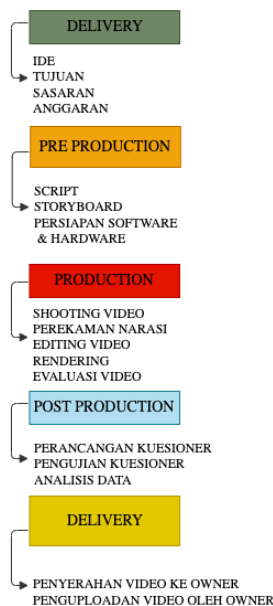 DELIVERY
IDE
TUJUAN
SASARAN
ANGGARAN
PRE PRODUCTION
SCRIPT
STORYBOARD
PERSIAPAN SOFTWARE
& HARDWARE
PRODUCTION
SHOOTING VIDEO
PEREKAMAN NARASI
EDITING VIDEO
RENDERING
EVALUASI VIDEO
POST PRODUCTION
PERANCANGAN KUESIONER
PENGUJIAN KUESIONER
ANALISIS DATA
DELIVERY
PENYERAHAN VIDEO KE OWNER
PENGUPLOADAN VIDEO OLEH OWNER